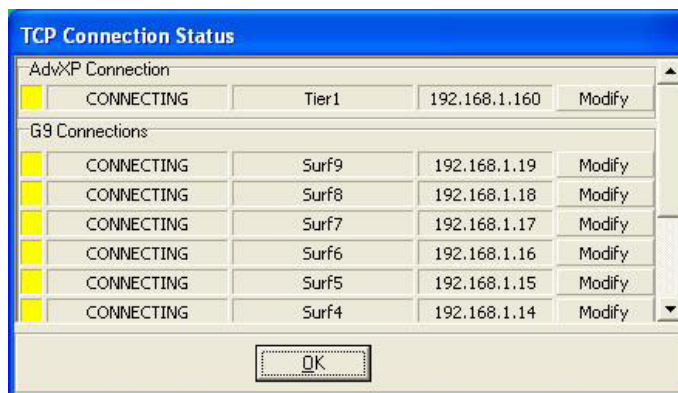 TCP Connection Status
AdvXP Connection
CONNECTING Tier1 192.168.1.160 Modify
G9 Connections
CONNECTING Surf9 192.168.1.19 Modify
CONNECTING Surf8 192.168.1.18 Modify
CONNECTING Surf7 192.168.1.17 Modify
CONNECTING Surf6 192.168.1.16 Modify
CONNECTING Surf5 192.168.1.15 Modify
CONNECTING Surf4 192.168.1.14 Modify
OK